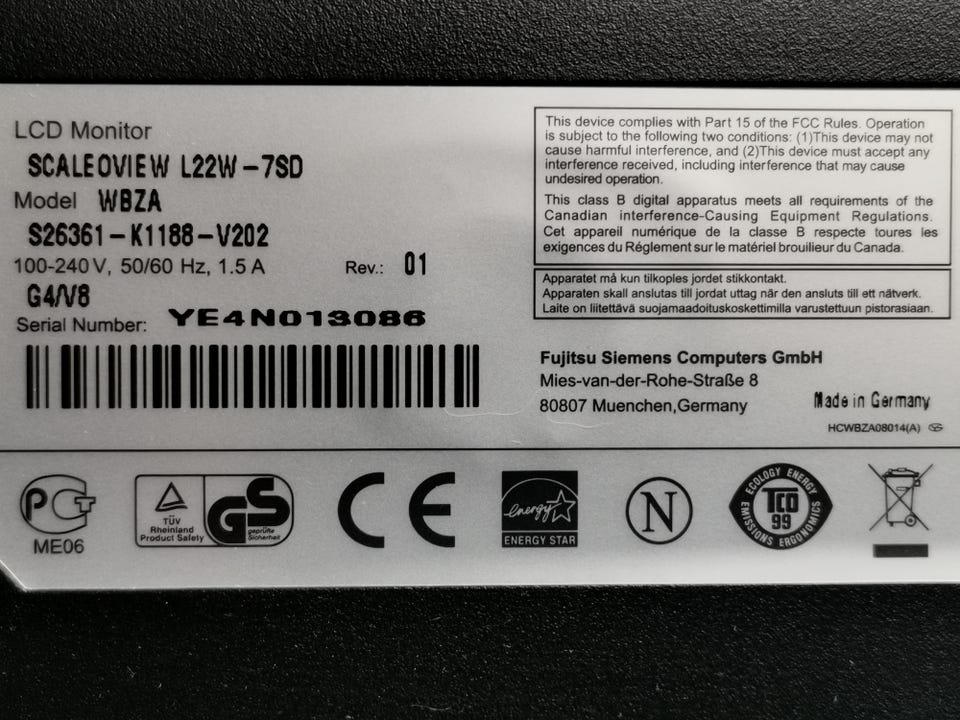 LCD Monitor
SCALEOVIEW L22W-7SD
Model WBZA
S26361-K1188-V202
100-240V, 50/60 Hz, 1.5 A Rev.: 01
G4/V8
Serial Number: YE4N013086
This device complies with Part 15 of the FCC Rules. Operation
is subject to the following two conditions: (1)This device may not
cause harmful interference, and (2)This device must accept any
interference received, including interference that may cause
undesired operation.
This class B digital apparatus meets all requirements of the
Canadian interference-Causing Equipment Regulations.
Cet appareil numérique de la classe B respecte toures les
exigences du Réglement sur le matériel brouilieur du Canada.
Apparatet må kun tilkoples jordet stikkontakt.
Apparaten skall anslutas till jordat uttag når den ansluts till ett nätverk.
Laite on liitettävä suojamaadoituskoskettimilla varustettuun pistorasiaan.
Fujitsu Siemens Computers GmbH
Mies-van-der-Rohe-Straße 8
80807 Muenchen,Germany
Made in Germany
HCWBZA08014(A)
PCT
ME06
TÜV
Rheinland
Product Safety
GS
geprüfte
Sicherheit
CE
energy
ENERGY STAR
N
ECOLOGY ENERGY
TCO
99
EMISSIONS ERGONOMICS